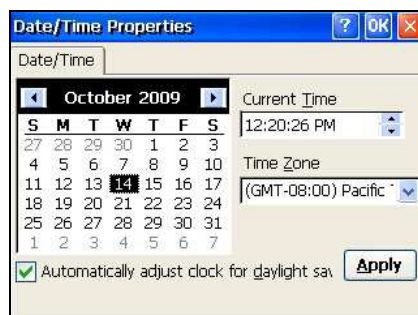 Date/Time Properties ? OK ×
Date/Time
October 2009
S M T W T F S
27 28 29 30 1 2 3
4 5 6 7 8 9 10
11 12 13 14 15 16 17
18 19 20 21 22 23 24
25 26 27 28 29 30 31
1 2 3 4 5 6 7
Current Time
12:20:26 PM
Time Zone
(GMT-08:00) Pacific
Automatically adjust clock for daylight sav
Apply